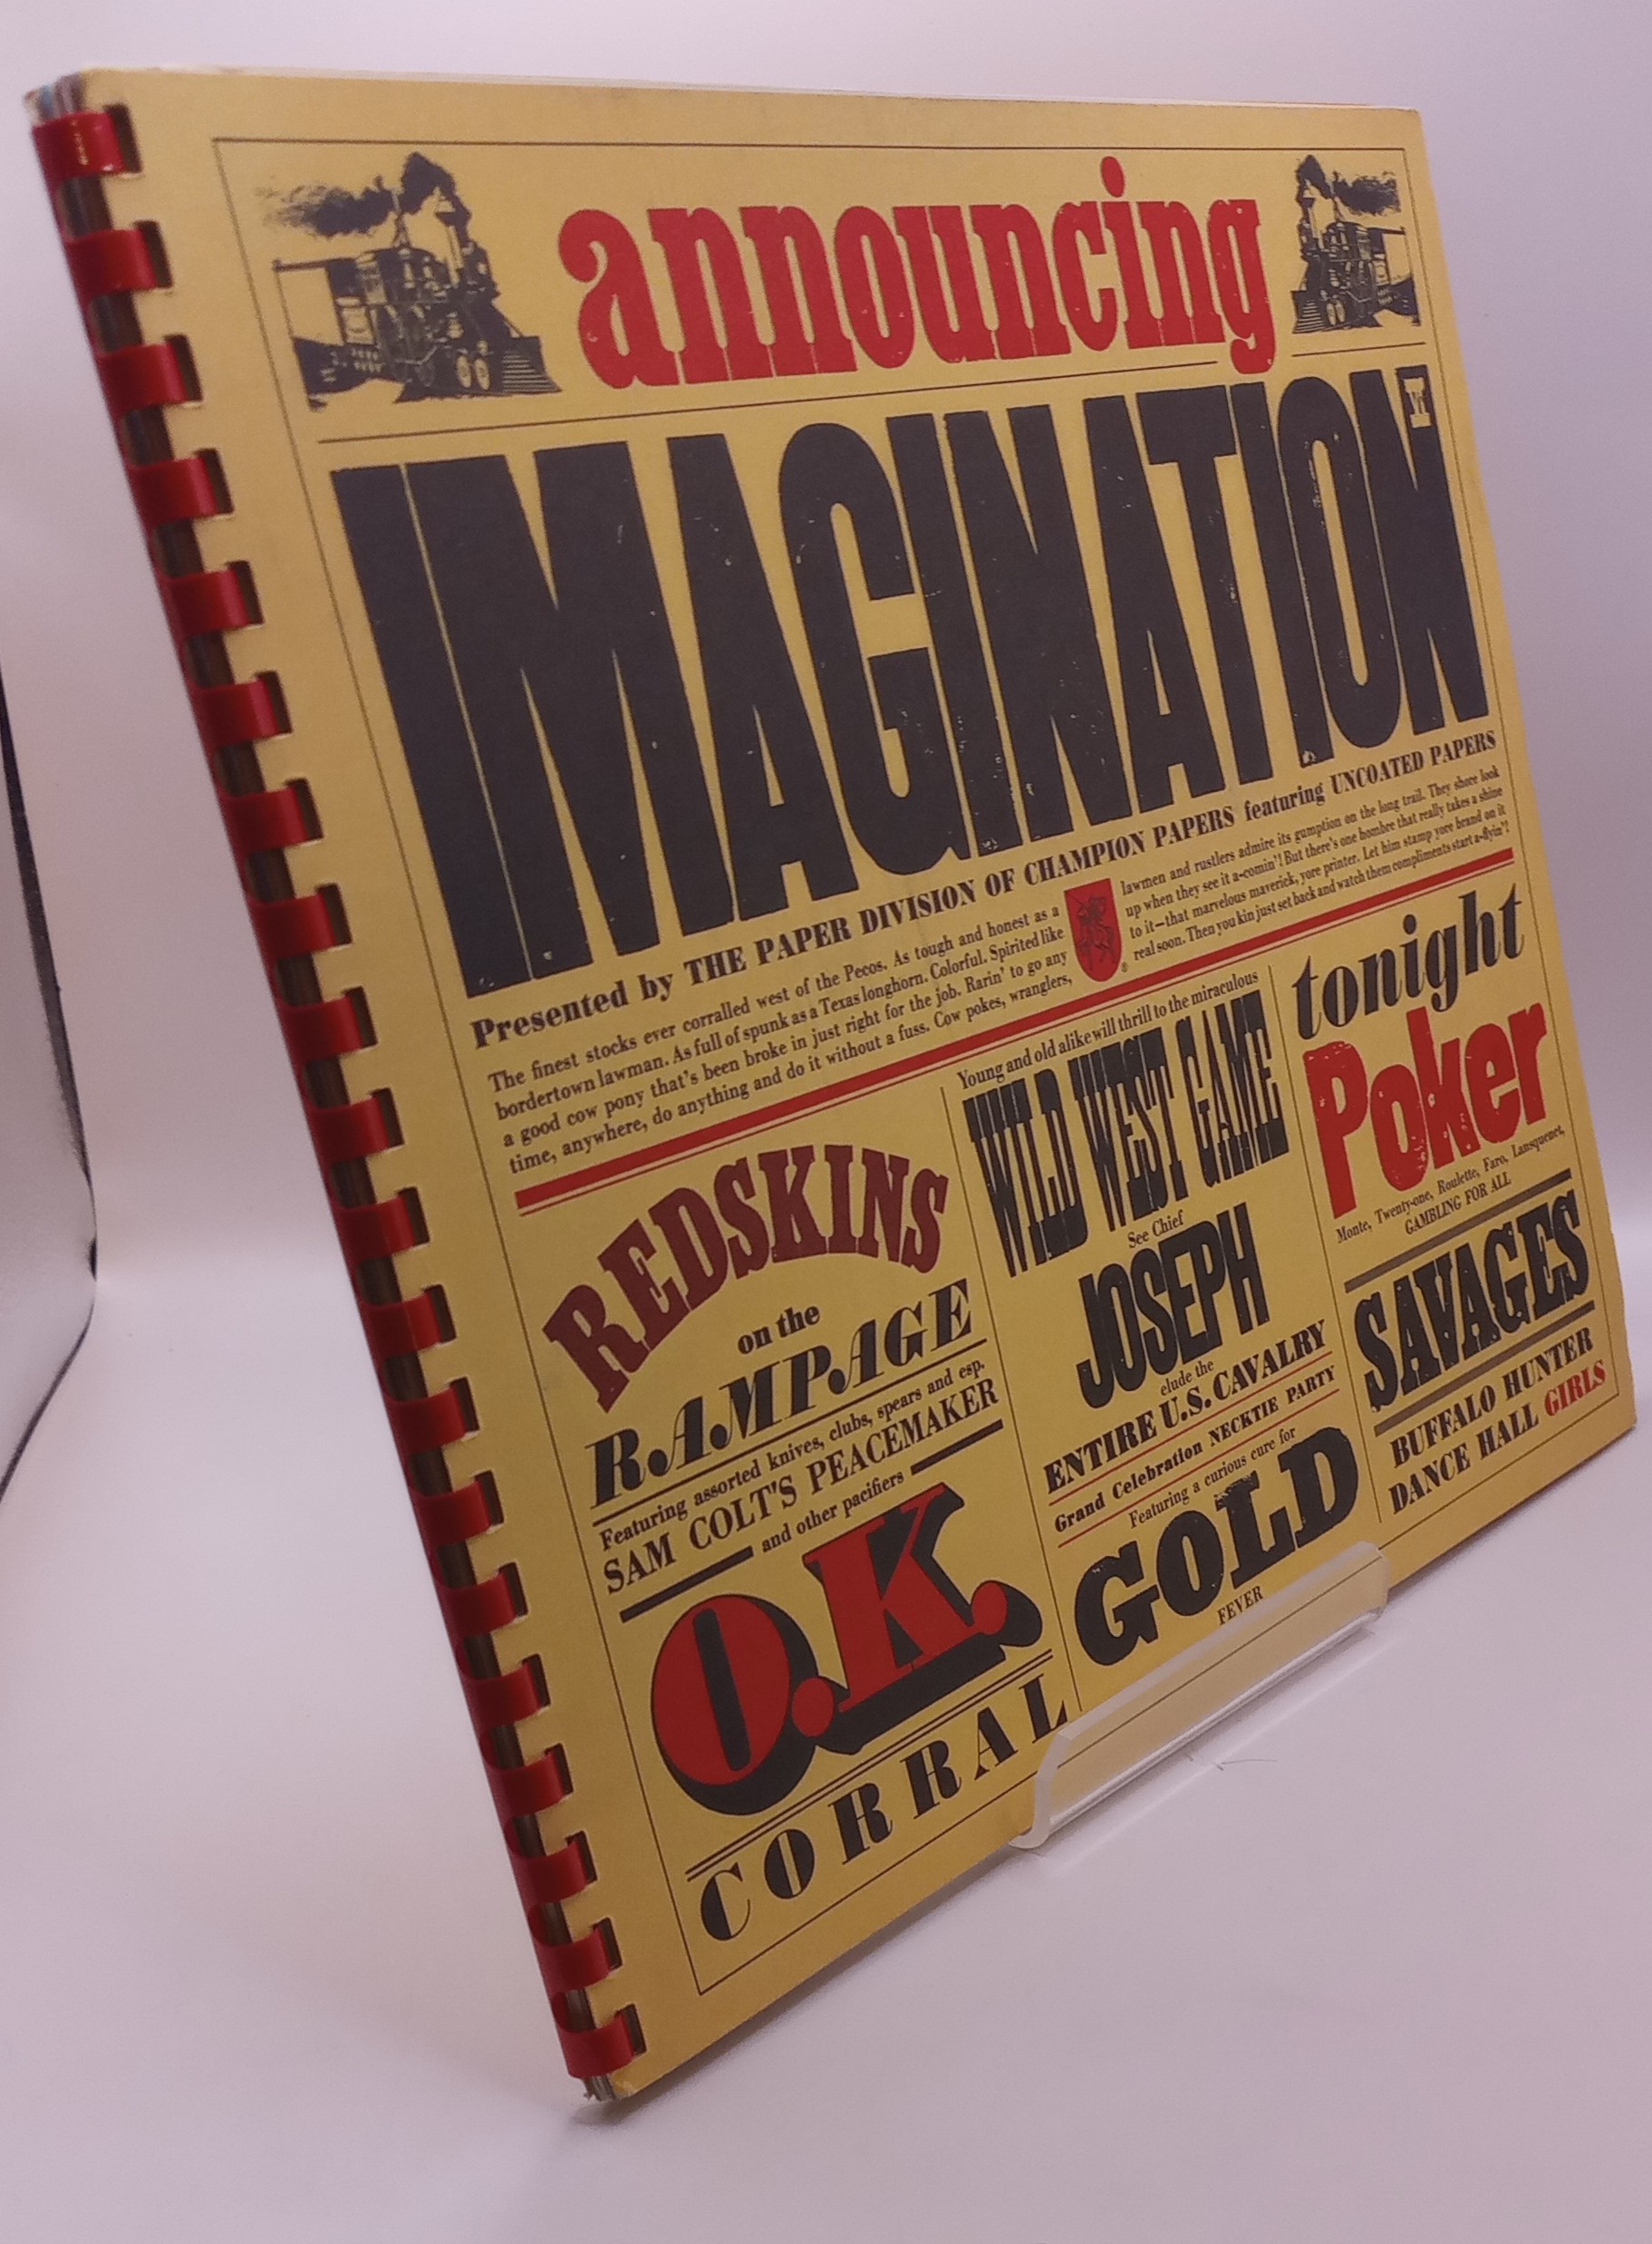 announcing
IMAGINATION VI
Presented by THE PAPER DIVISION OF CHAMPION PAPERS featuring UNCOATED PAPERS
The finest stocks ever corralled west of the Pecos. As tough and honest as a
bordertown lawman. As full of spunk as a Texas longhorn. Colorful. Spirited like
a good cow pony that's been broke in just right for the job. Rarin' to go any
time, anywhere, do anything and do it without a fuss. Cow pokes, wranglers,
®
lawmen and rustlers admire its gumption on the long trail. They shore look
up when they see it a-comin'! But there's one hombre that really takes a shine
to it—that marvelous maverick, yore printer. Let him stamp yore brand on it
real soon. Then you kin just set back and watch them compliments start a-flyin'!
REDSKINS
on the
RAMPAGE
Featuring assorted knives, clubs, spears and esp.
SAM COLT'S PEACEMAKER
and other pacifiers
O.K.
CORRAL
Young and old alike will thrill to the miraculous
WILD WEST GAME
See Chief
JOSEPH
elude the
ENTIRE U.S. CAVALRY
Grand Celebration NECKTIE PARTY
Featuring a curious cure for
GOLD
FEVER
tonight
Poker
Monte, Twenty-one, Roulette, Faro, Lansquenet,
GAMBLING FOR ALL
SAVAGES
BUFFALO HUNTER
DANCE HALL GIRLS